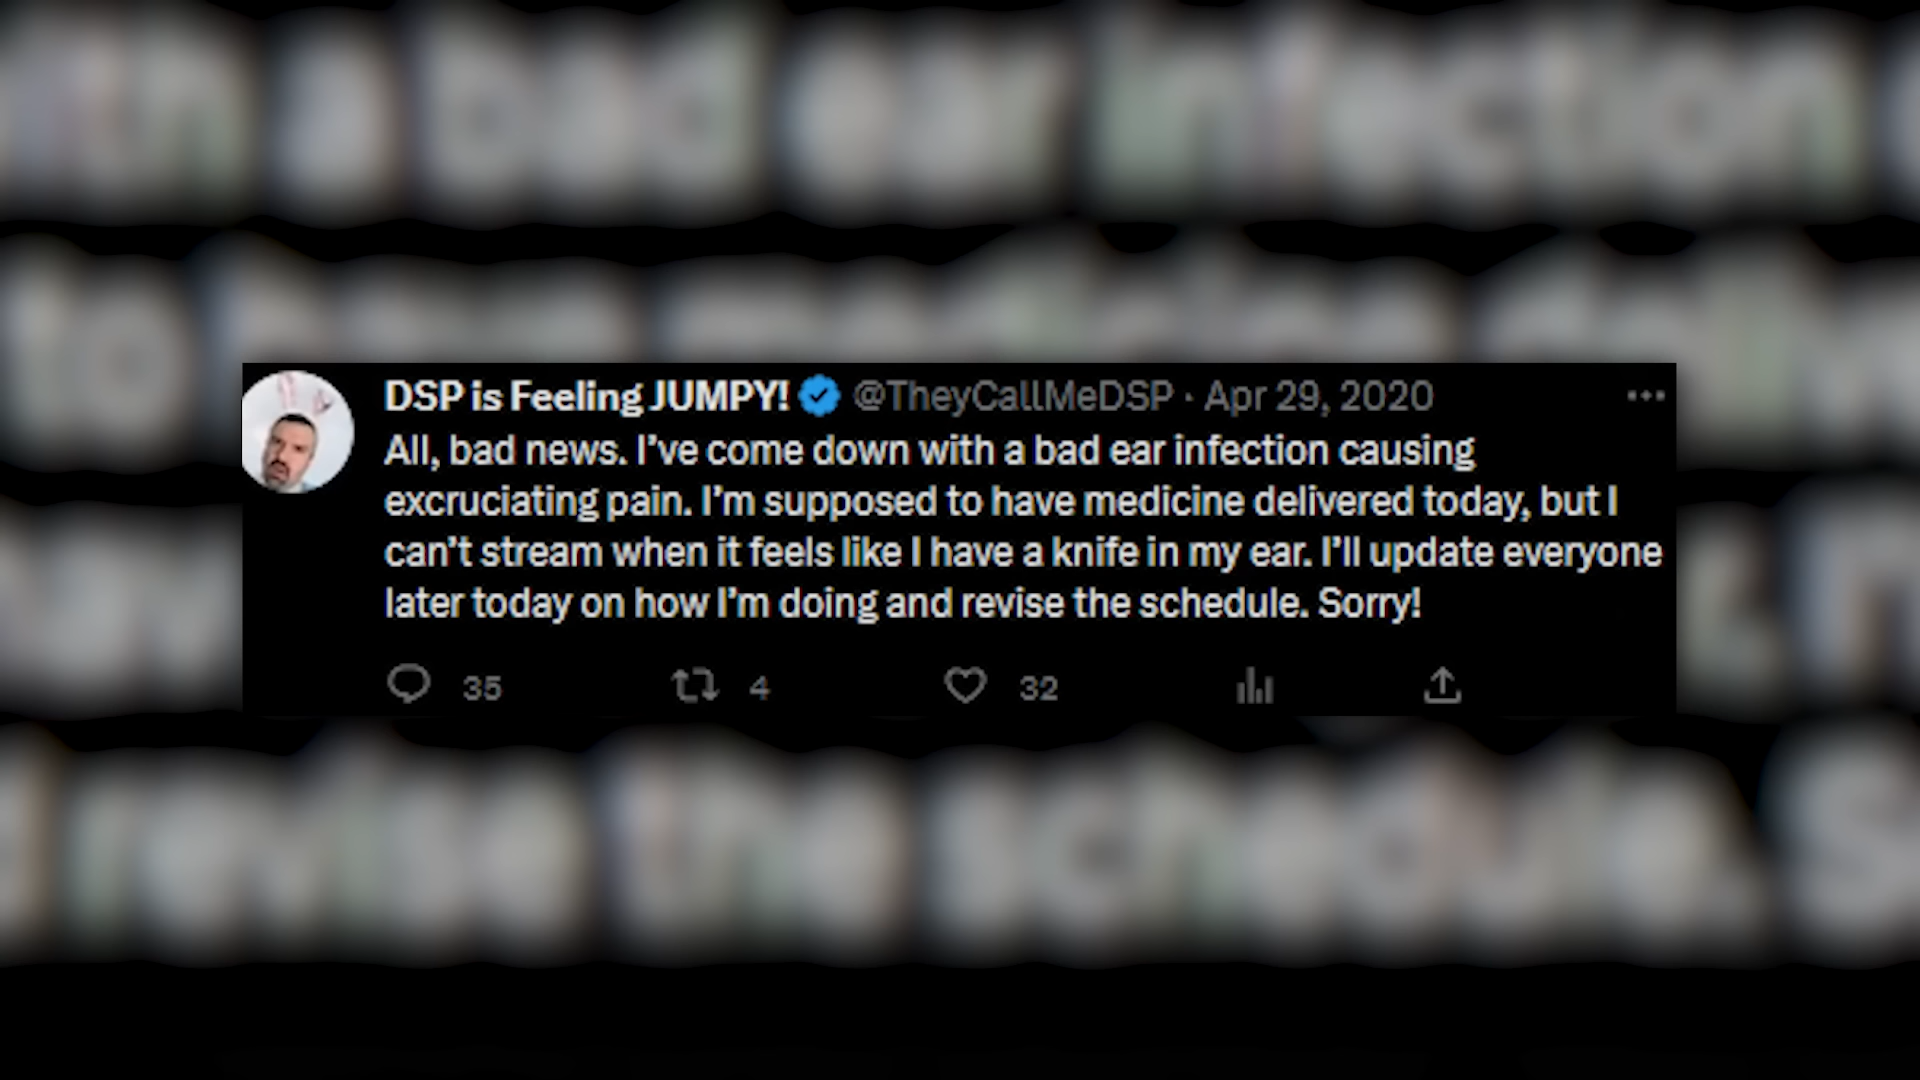 DSP is Feeling JUMPY! @TheyCallMeDSP · Apr 29, 2020
All, bad news. I’ve come down with a bad ear infection causing
excruciating pain. I’m supposed to have medicine delivered today, but I
can’t stream when it feels like I have a knife in my ear. I’ll update everyone
later today on how I’m doing and revise the schedule. Sorry!
35 4 32